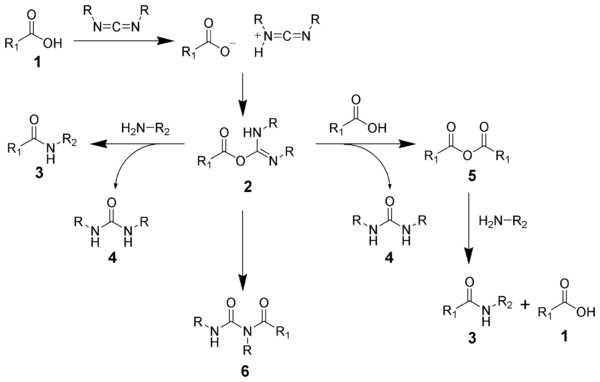 O
R₁ OH
1
R N=C=N R
O
R₁ O⁻
R + N=C=N R
H
O HN R
R₁ O N R
2
H₂N−R₂
O
R₁ N R₂
H
3
O
R N N R
H H
4
O
R₁ OH
O
R N N R
H H
4
O O
R₁ O R₁
5
H₂N−R₂
O
R₁ N R₂
H
3
+
O
R₁ OH
1
O O
R N N R₁
H R
6